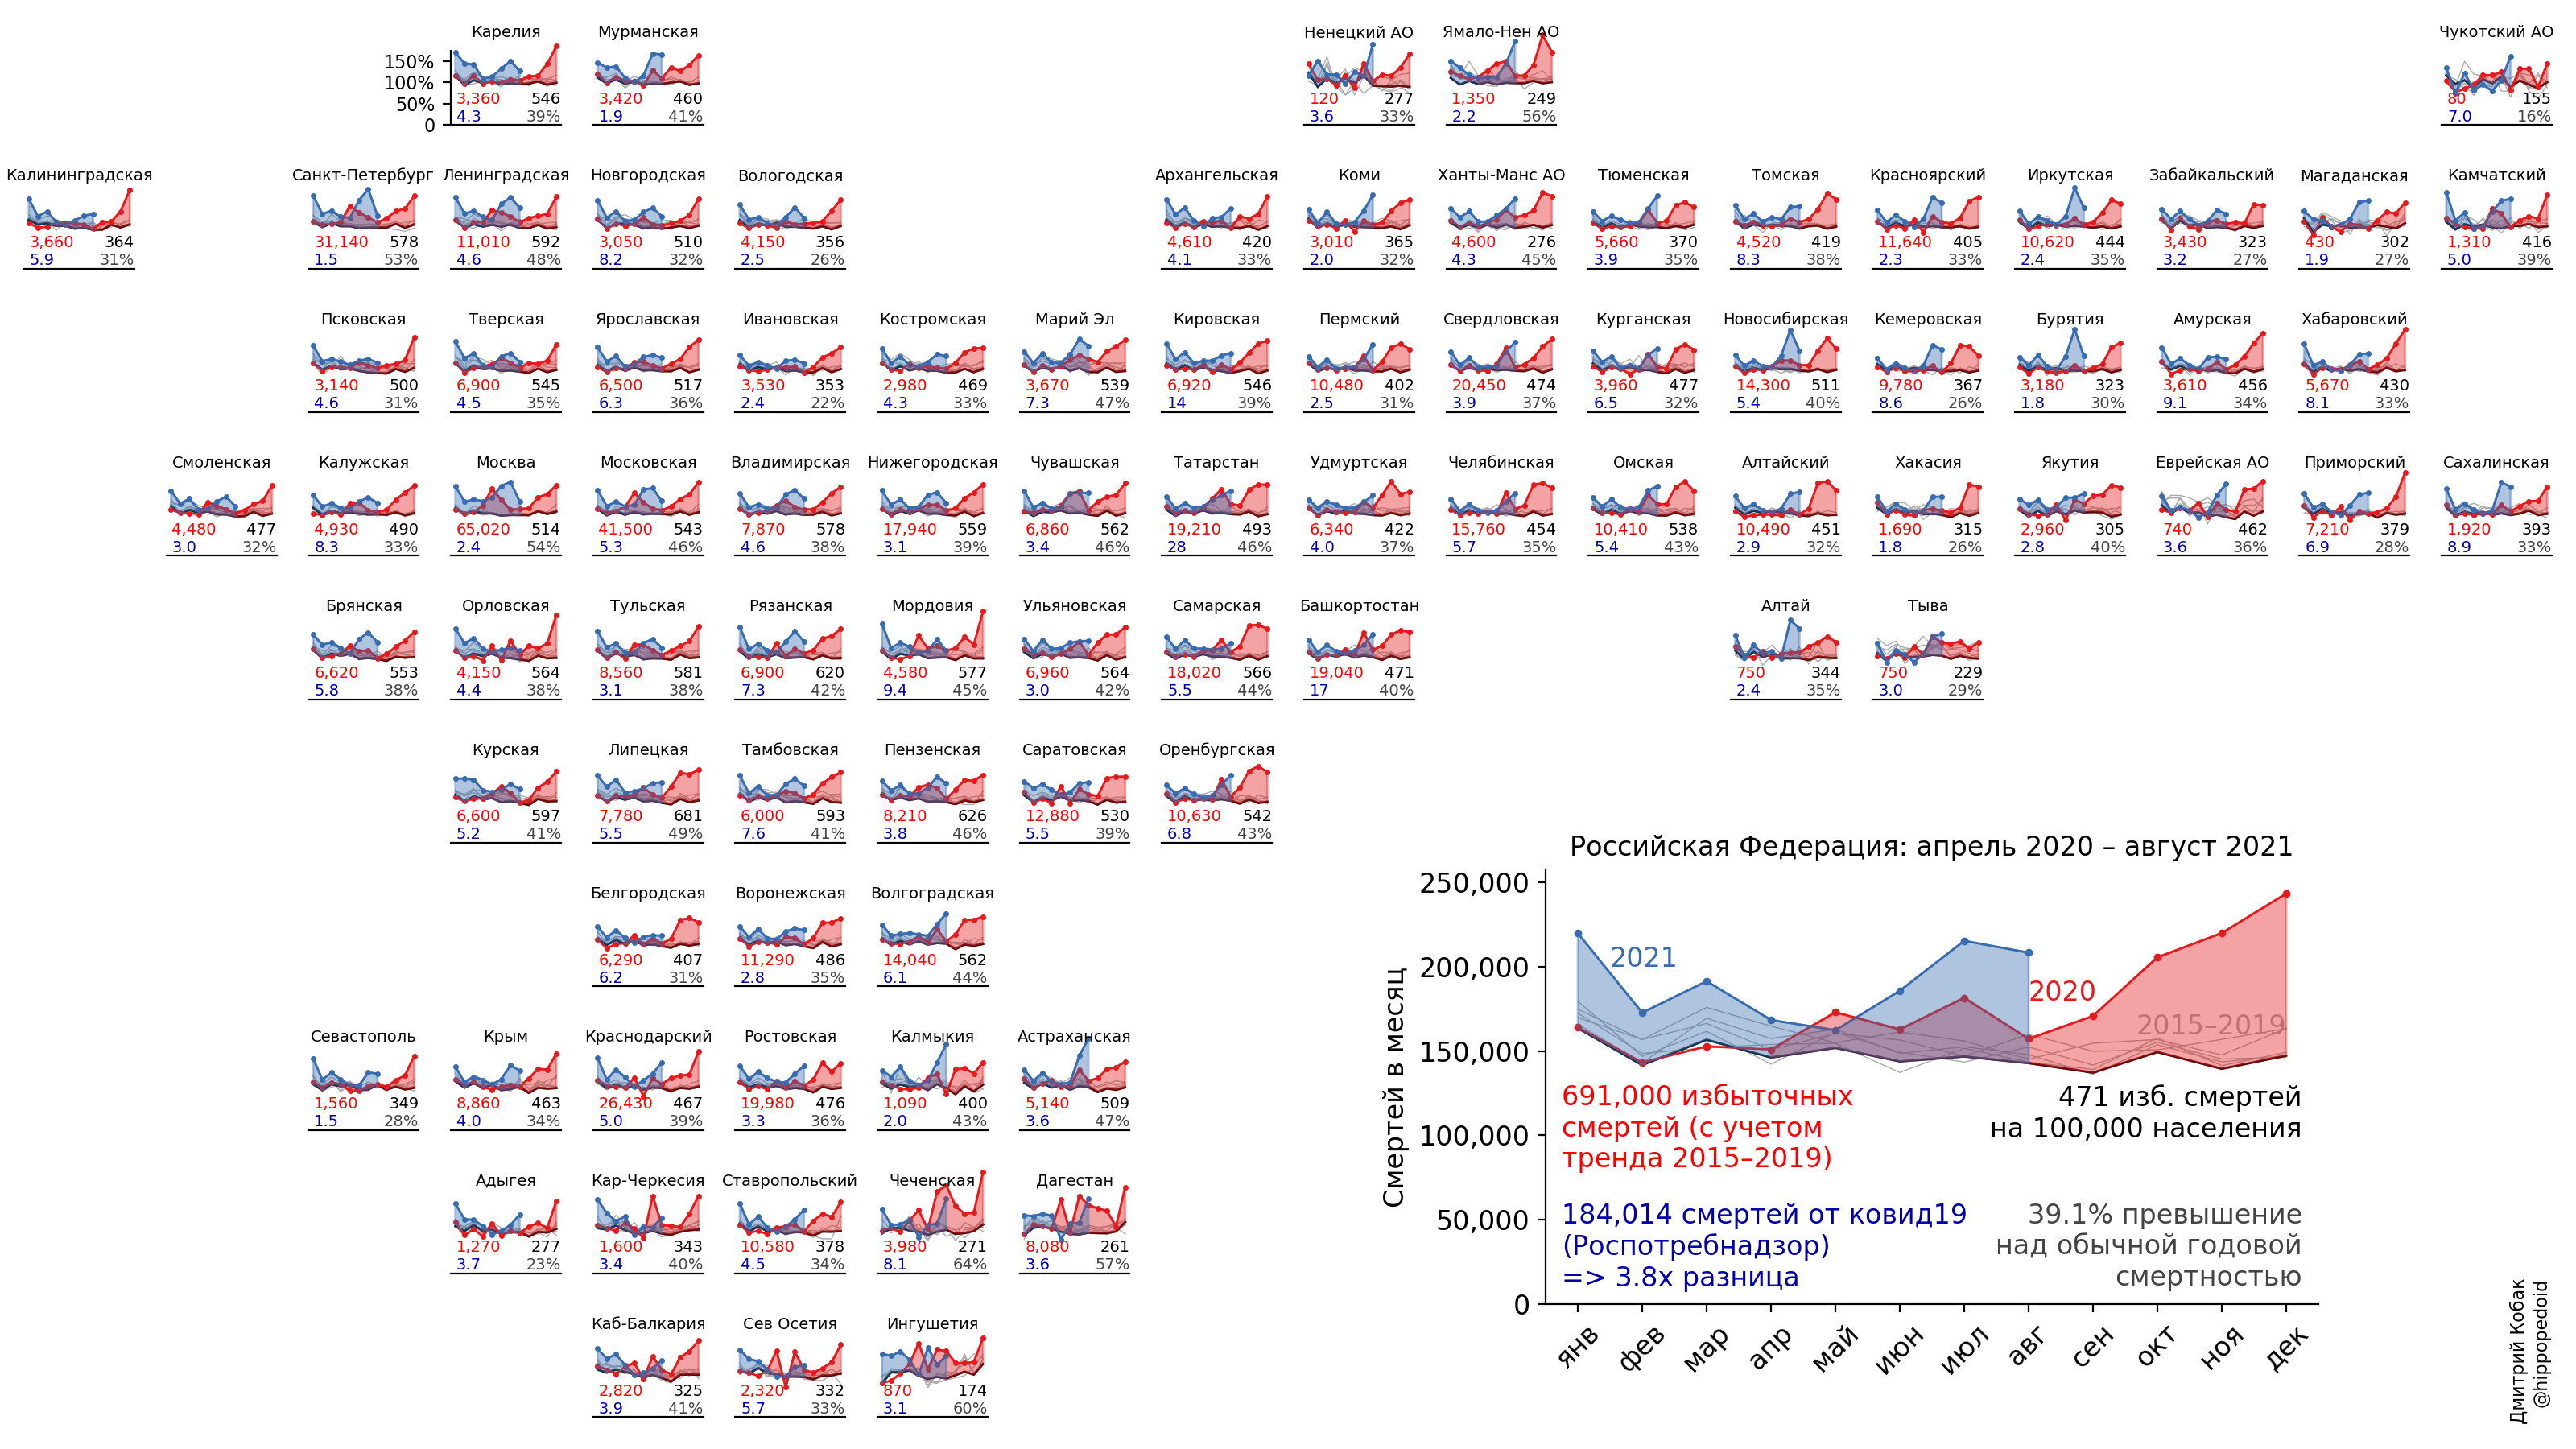 Карелия
150%
100%
50%
0
3,360 546
4.3 39%
Мурманская
3,420 460
1.9 41%
Ненецкий АО
120 277
3.6 33%
Ямало-Нен АО
1,350 249
2.2 56%
Чукотский АО
80 155
7.0 16%
Калининградская
3,660 364
5.9 31%
Санкт-Петербург
31,140 578
1.5 53%
Ленинградская
11,010 592
4.6 48%
Новгородская
3,050 510
8.2 32%
Вологодская
4,150 356
2.5 26%
Архангельская
4,610 420
4.1 33%
Коми
3,010 365
2.0 32%
Ханты-Манс АО
4,600 276
4.3 45%
Тюменская
5,660 370
3.9 35%
Томская
4,520 419
8.3 38%
Красноярский
11,640 405
2.3 33%
Иркутская
10,620 444
2.4 35%
Забайкальский
3,430 323
3.2 27%
Магаданская
430 302
1.9 27%
Камчатский
1,310 416
5.0 39%
Псковская
3,140 500
4.6 31%
Тверская
6,900 545
4.5 35%
Ярославская
6,500 517
6.3 36%
Ивановская
3,530 353
2.4 22%
Костромская
2,980 469
4.3 33%
Марий Эл
3,670 539
7.3 47%
Кировская
6,920 546
14 39%
Пермский
10,480 402
2.5 31%
Свердловская
20,450 474
3.9 37%
Курганская
3,960 477
6.5 32%
Новосибирская
14,300 511
5.4 40%
Кемеровская
9,780 367
8.6 26%
Бурятия
3,180 323
1.8 30%
Амурская
3,610 456
9.1 34%
Хабаровский
5,670 430
8.1 33%
Смоленская
4,480 477
3.0 32%
Калужская
4,930 490
8.3 33%
Москва
65,020 514
2.4 54%
Московская
41,500 543
5.3 46%
Владимирская
7,870 578
4.6 38%
Нижегородская
17,940 559
3.1 39%
Чувашская
6,860 562
3.4 46%
Татарстан
19,210 493
28 46%
Удмуртская
6,340 422
4.0 37%
Челябинская
15,760 454
5.7 35%
Омская
10,410 538
5.4 43%
Алтайский
10,490 451
2.9 32%
Хакасия
1,690 315
1.8 26%
Якутия
2,960 305
2.8 40%
Еврейская АО
740 462
3.6 36%
Приморский
7,210 379
6.9 28%
Сахалинская
1,920 393
8.9 33%
Брянская
6,620 553
5.8 38%
Орловская
4,150 564
4.4 38%
Тульская
8,560 581
3.1 38%
Рязанская
6,900 620
7.3 42%
Мордовия
4,580 577
9.4 45%
Ульяновская
6,960 564
3.0 42%
Самарская
18,020 566
5.5 44%
Башкортостан
19,040 471
17 40%
Алтай
750 344
2.4 35%
Тыва
750 229
3.0 29%
Курская
6,600 597
5.2 41%
Липецкая
7,780 681
5.5 49%
Тамбовская
6,000 593
7.6 41%
Пензенская
8,210 626
3.8 46%
Саратовская
12,880 530
5.5 39%
Оренбургская
10,630 542
6.8 43%
Белгородская
6,290 407
6.2 31%
Воронежская
11,290 486
2.8 35%
Волгоградская
14,040 562
6.1 44%
Севастополь
1,560 349
1.5 28%
Крым
8,860 463
4.0 34%
Краснодарский
26,430 467
5.0 39%
Ростовская
19,980 476
3.3 36%
Калмыкия
1,090 400
2.0 43%
Астраханская
5,140 509
3.6 47%
Адыгея
1,270 277
3.7 23%
Кар-Черкесия
1,600 343
3.4 40%
Ставропольский
10,580 378
4.5 34%
Чеченская
3,980 271
8.1 64%
Дагестан
8,080 261
3.6 57%
Каб-Балкария
2,820 325
3.9 41%
Сев Осетия
2,320 332
5.7 33%
Ингушетия
870 174
3.1 60%
Российская Федерация: апрель 2020 – август 2021
Смертей в месяц
250,000
200,000
150,000
100,000
50,000
0
2021
2020
2015–2019
691,000 избыточных
смертей (с учетом
тренда 2015–2019)
471 изб. смертей
на 100,000 населения
184,014 смертей от ковид19
(Роспотребнадзор)
=> 3.8x разница
39.1% превышение
над обычной годовой
смертностью
янв фев мар апр май июн июл авг сен окт ноя дек
Дмитрий Кобак
@hippopedoid